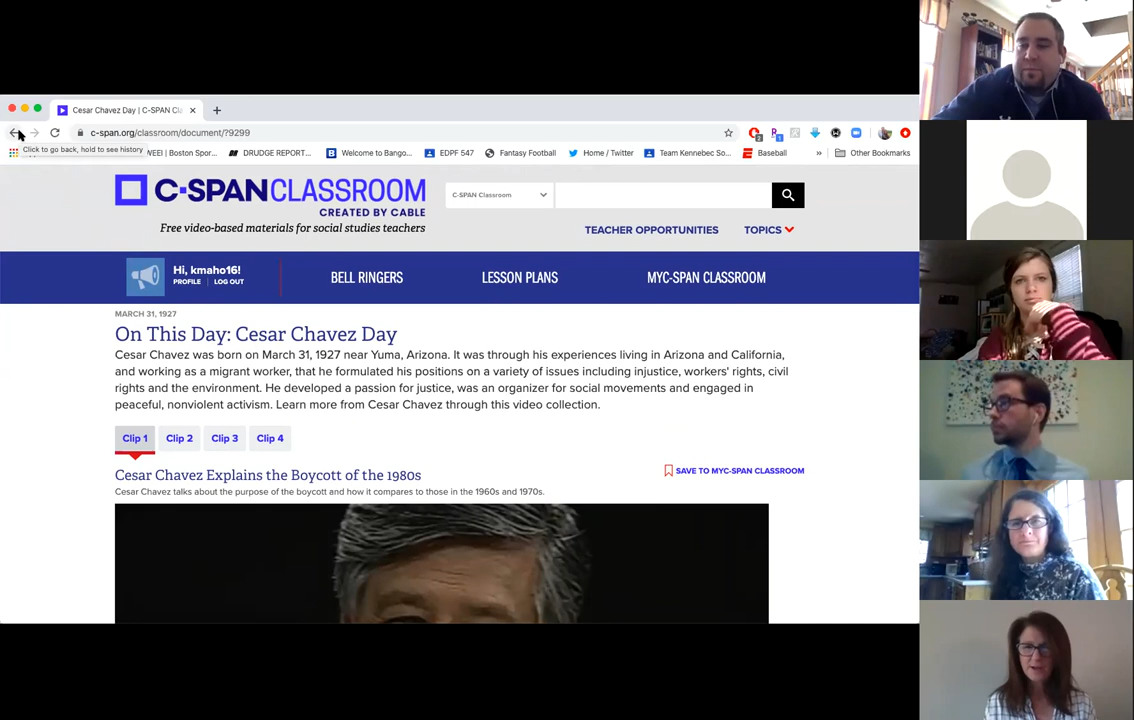 Cesar Chavez Day | C-SPAN Cla
c-span.org/classroom/document/?9299
Click to go back, hold to see history
WEEI | Boston Spor...
DRUDGE REPORT...
Welcome to Bango...
EDPF 547
Fantasy Football
Home / Twitter
Team Kennebec So...
Baseball
»
Other Bookmarks
C-SPANCLASSROOM
CREATED BY CABLE
Free video-based materials for social studies teachers
C-SPAN Classroom
TEACHER OPPORTUNITIES
TOPICS
Hi, kmaho16!
PROFILE | LOG OUT
BELL RINGERS
LESSON PLANS
MYC-SPAN CLASSROOM
MARCH 31, 1927
On This Day: Cesar Chavez Day
Cesar Chavez was born on March 31, 1927 near Yuma, Arizona. It was through his experiences living in Arizona and California,
and working as a migrant worker, that he formulated his positions on a variety of issues including injustice, workers' rights, civil
rights and the environment. He developed a passion for justice, was an organizer for social movements and engaged in
peaceful, nonviolent activism. Learn more from Cesar Chavez through this video collection.
Clip 1
Clip 2
Clip 3
Clip 4
Cesar Chavez Explains the Boycott of the 1980s
SAVE TO MYC-SPAN CLASSROOM
Cesar Chavez talks about the purpose of the boycott and how it compares to those in the 1960s and 1970s.